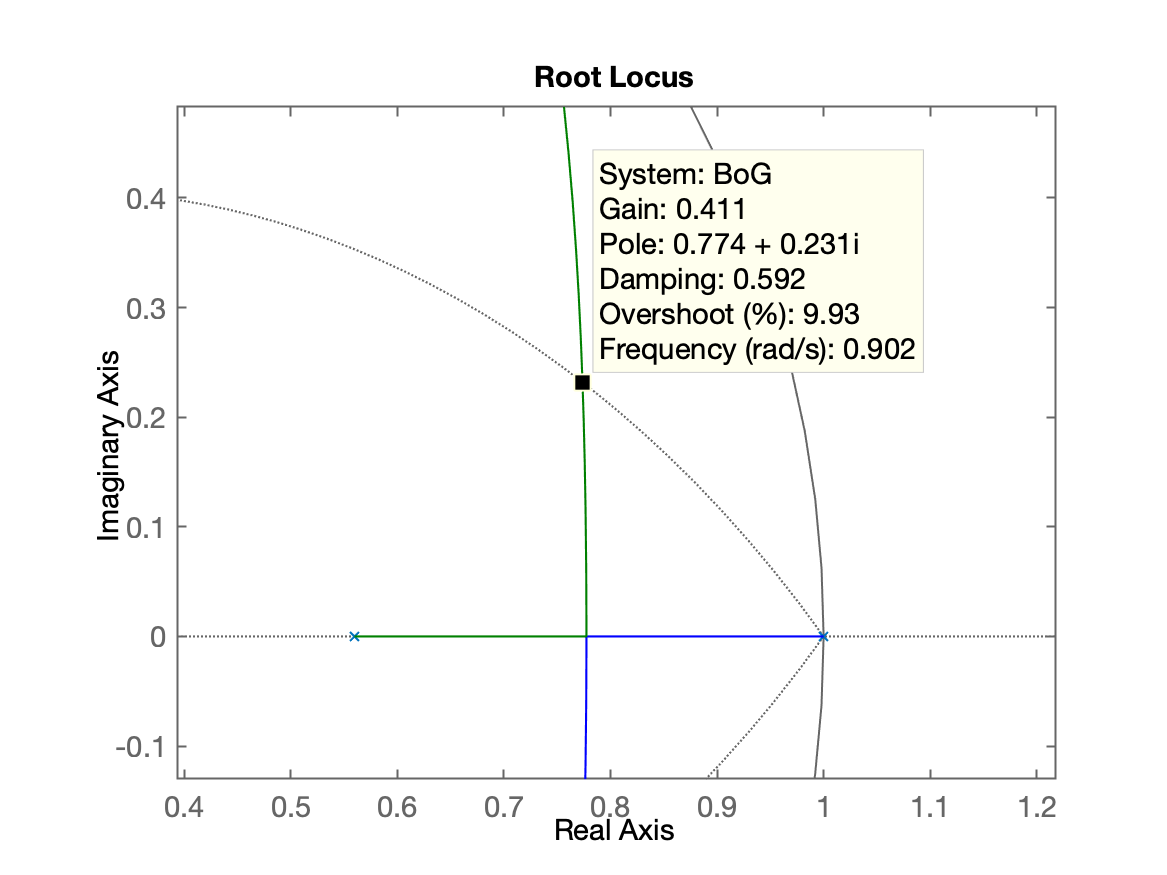 Root Locus
System: BoG
Gain: 0.411
Pole: 0.774 + 0.231i
Damping: 0.592
Overshoot (%): 9.93
Frequency (rad/s): 0.902
Imaginary Axis
0.4
0.3
0.2
0.1
0
-0.1
0.4 0.5 0.6 0.7 0.8 0.9 1 1.1 1.2
Real Axis